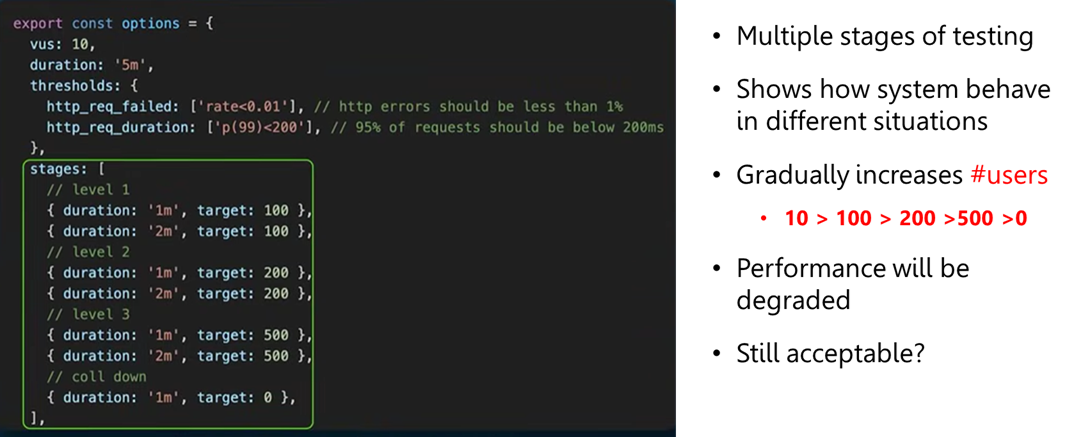 export const options = {
vus: 10,
duration: '5m',
thresholds: {
http_req_failed: ['rate<0.01'], // http errors should be less than 1%
http_req_duration: ['p(99)<200'], // 95% of requests should be below 200ms
},
stages: [
// level 1
{ duration: '1m', target: 100 },
{ duration: '2m', target: 100 },
// level 2
{ duration: '1m', target: 200 },
{ duration: '2m', target: 200 },
// level 3
{ duration: '1m', target: 500 },
{ duration: '2m', target: 500 },
// coll down
{ duration: '1m', target: 0 },
],
• Multiple stages of testing
• Shows how system behave
in different situations
• Gradually increases #users
• 10 > 100 > 200 >500 >0
• Performance will be
degraded
• Still acceptable?